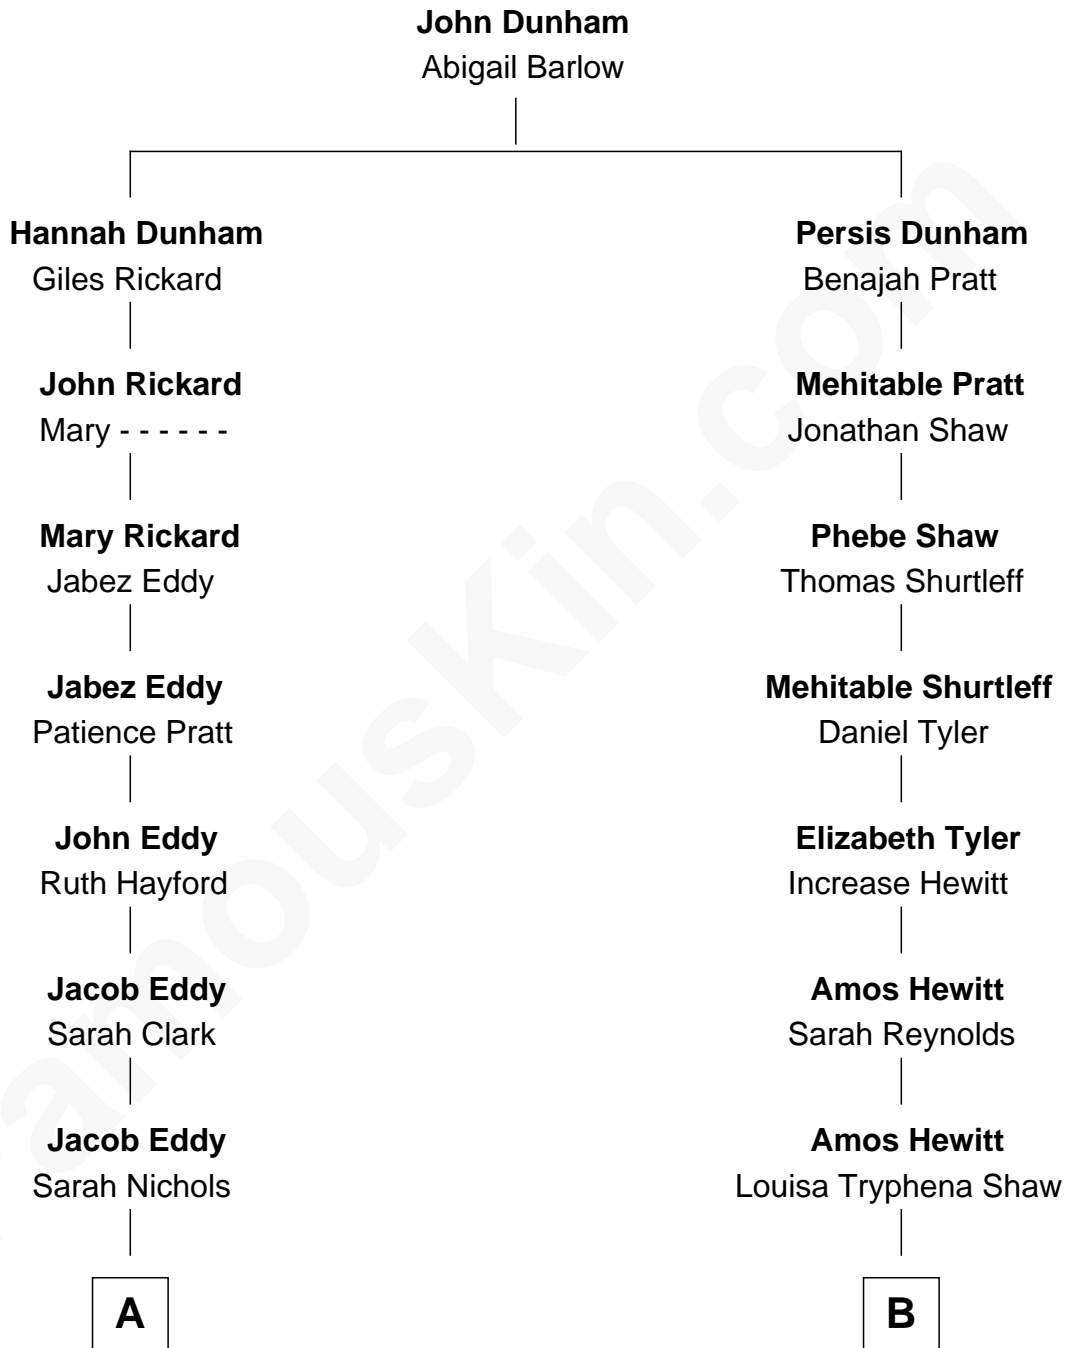 John Dunham
Abigail Barlow
Hannah Dunham
Giles Rickard
John Rickard
Mary - - - - - -
Mary Rickard
Jabez Eddy
Jabez Eddy
Patience Pratt
John Eddy
Ruth Hayford
Jacob Eddy
Sarah Clark
Jacob Eddy
Sarah Nichols
A
Persis Dunham
Benajah Pratt
Mehitable Pratt
Jonathan Shaw
Phebe Shaw
Thomas Shurtleff
Mehitable Shurtleff
Daniel Tyler
Elizabeth Tyler
Increase Hewitt
Amos Hewitt
Sarah Reynolds
Amos Hewitt
Louisa Tryphena Shaw
B
amouskin.com